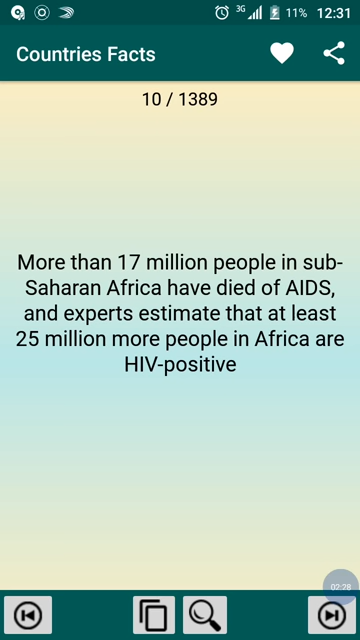 3G 11% 12:31
Countries Facts
10 / 1389
More than 17 million people in sub-
Saharan Africa have died of AIDS,
and experts estimate that at least
25 million more people in Africa are
HIV-positive
02:28